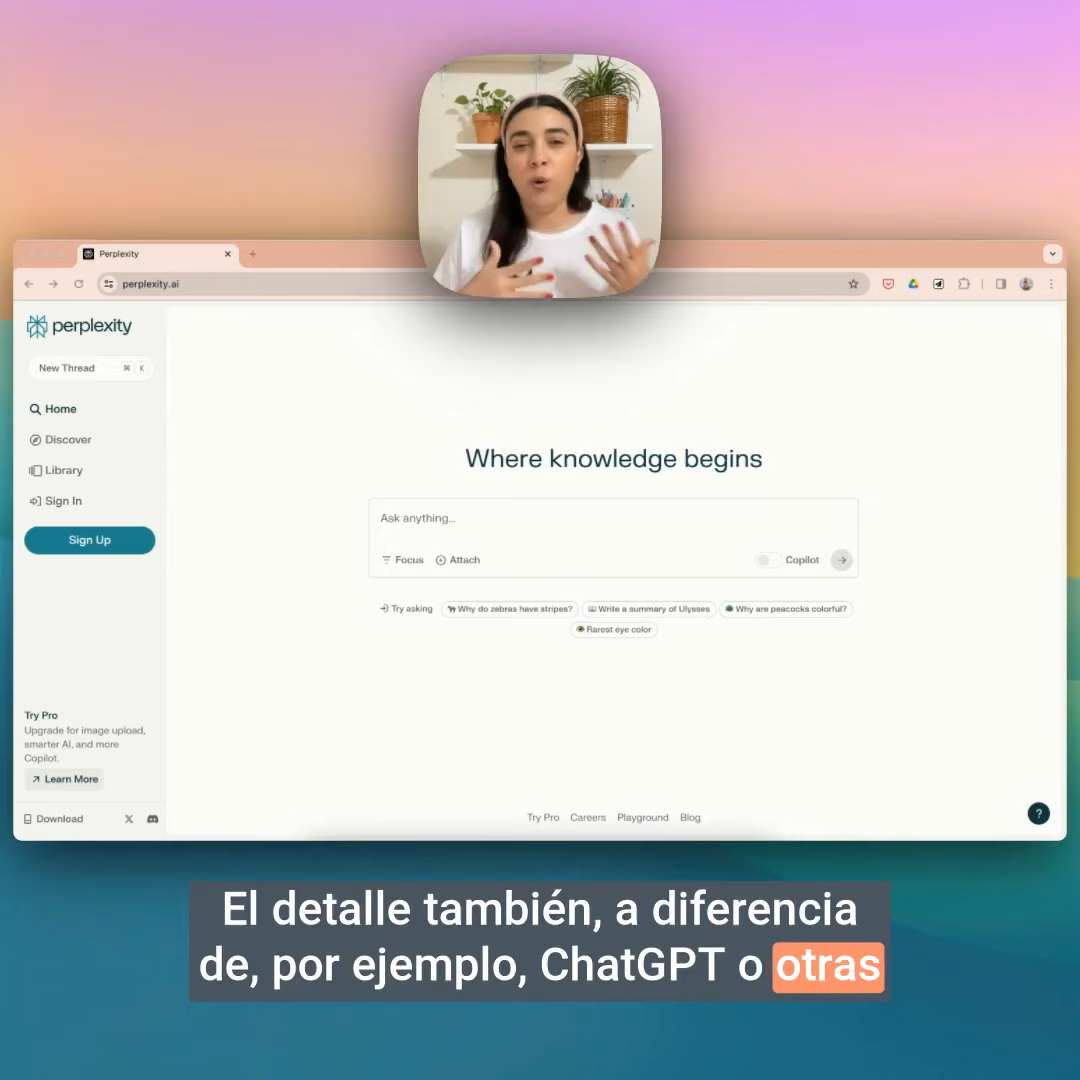 Perplexity
perplexity.ai
perplexity
New Thread ⌘ K
Home
Discover
Library
Sign In
Sign Up
Where knowledge begins
Ask anything...
Focus Attach Copilot
Try asking Why do zebras have stripes? Write a summary of Ulysses Why are peacocks colorful?
Rarest eye color
Try Pro
Upgrade for image upload,
smarter AI, and more
Copilot.
Learn More
Download
Try Pro Careers Playground Blog
?
El detalle también, a diferencia
de, por ejemplo, ChatGPT o otras